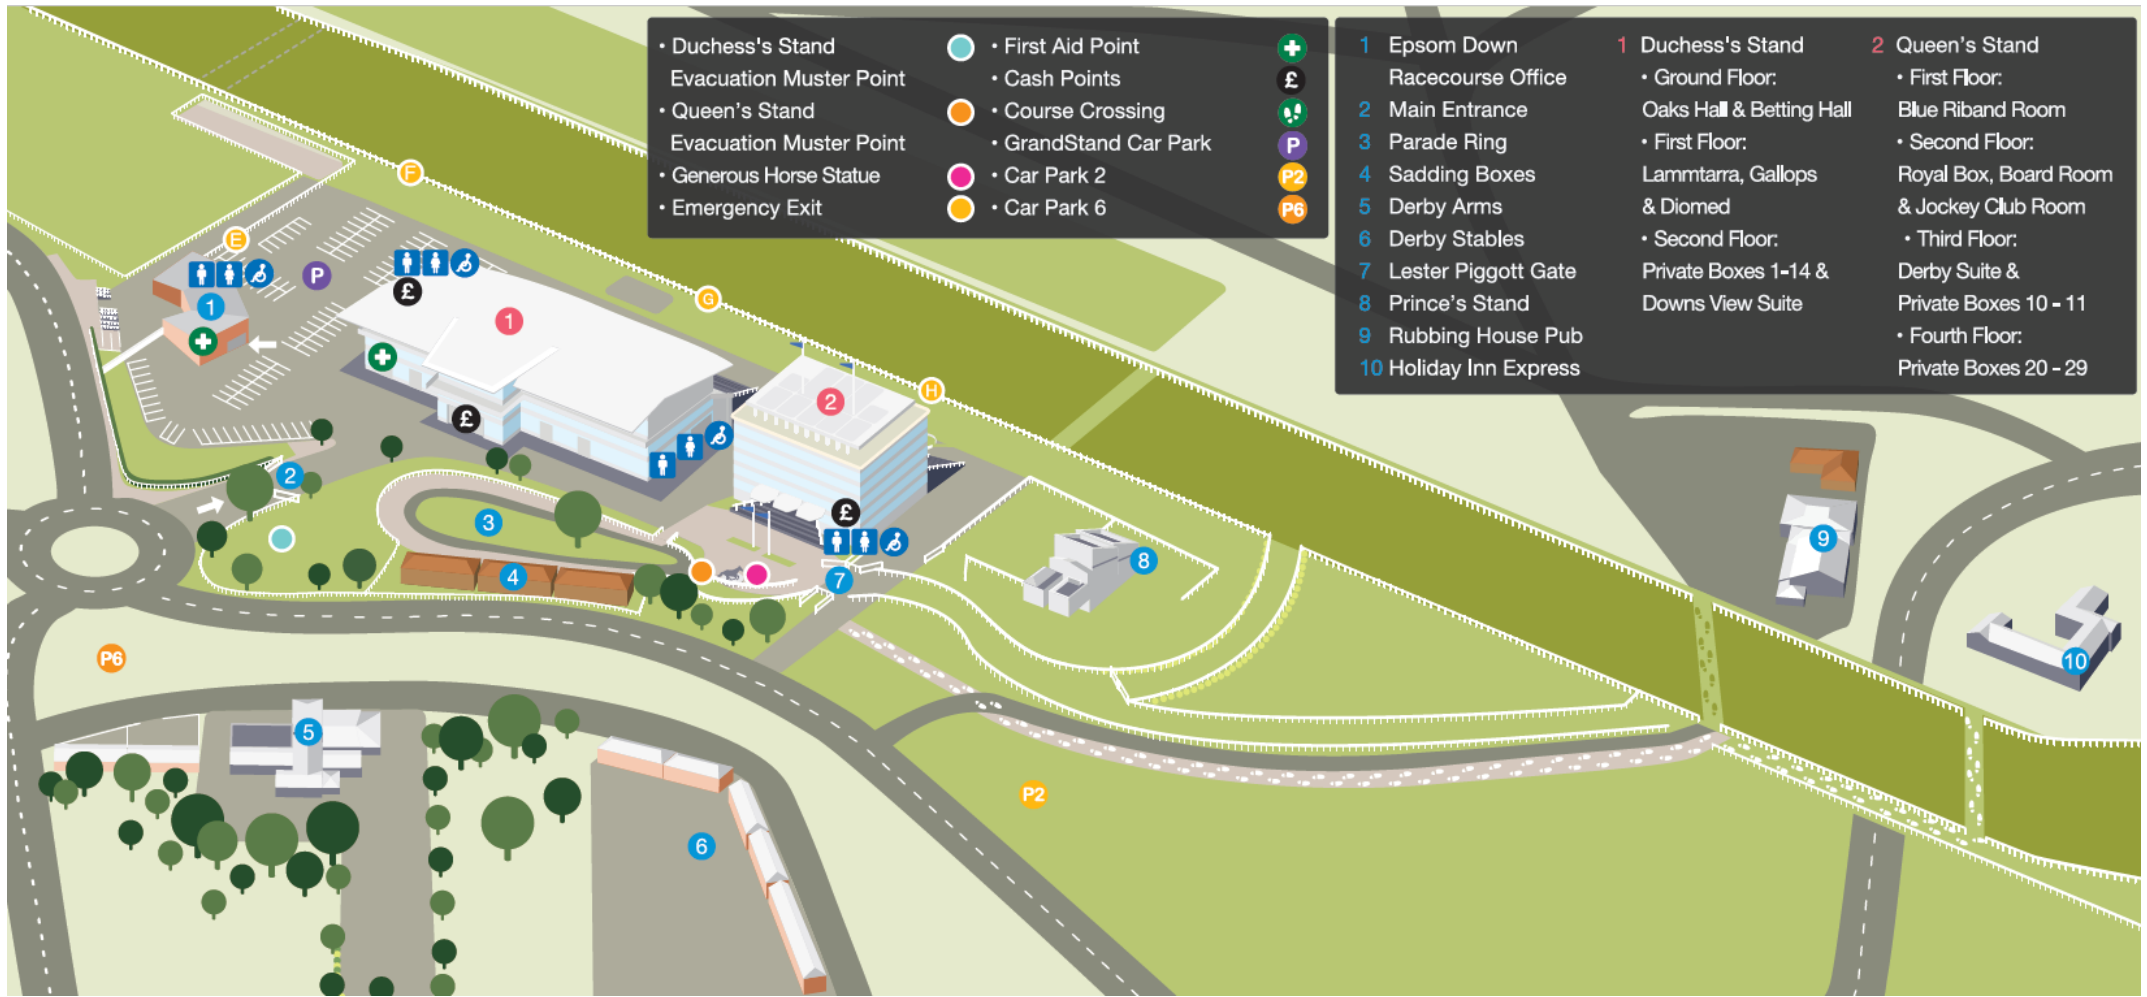 • Duchess's Stand
Evacuation Muster Point
• Queen's Stand
Evacuation Muster Point
• Generous Horse Statue
• Emergency Exit
• First Aid Point
• Cash Points
£
• Course Crossing
• GrandStand Car Park
P
• Car Park 2
P2
• Car Park 6
P6
1 Epsom Down
Racecourse Office
2 Main Entrance
3 Parade Ring
4 Sadding Boxes
5 Derby Arms
6 Derby Stables
7 Lester Piggott Gate
8 Prince's Stand
9 Rubbing House Pub
10 Holiday Inn Express
1 Duchess's Stand
• Ground Floor:
Oaks Hall & Betting Hall
• First Floor:
Lammtarra, Gallops
& Diomed
• Second Floor:
Private Boxes 1-14 &
Downs View Suite
2 Queen's Stand
• First Floor:
Blue Riband Room
• Second Floor:
Royal Box, Board Room
& Jockey Club Room
• Third Floor:
Derby Suite &
Private Boxes 10 - 11
• Fourth Floor:
Private Boxes 20 - 29
F
E
P
1
£
G
1
H
2
£
2
3
£
4
7
8
9
10
P6
5
P2
6